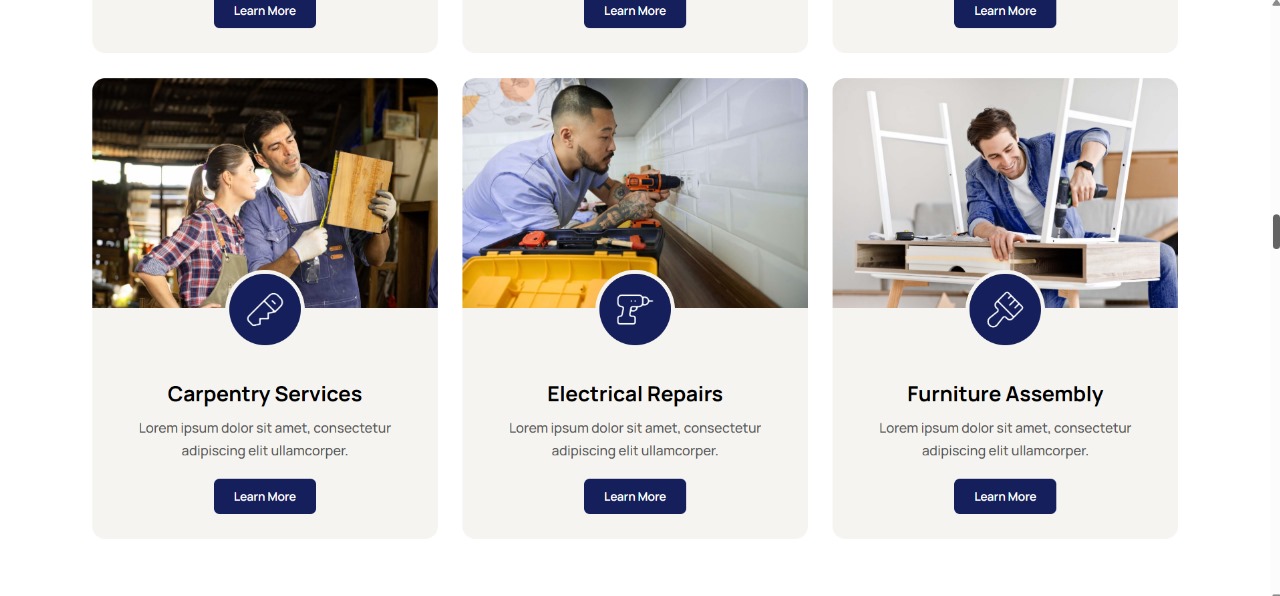 Learn More
Learn More
Learn More
Carpentry Services
Lorem ipsum dolor sit amet, consectetur
adipiscing elit ullamcorper.
Learn More
Electrical Repairs
Lorem ipsum dolor sit amet, consectetur
adipiscing elit ullamcorper.
Learn More
Furniture Assembly
Lorem ipsum dolor sit amet, consectetur
adipiscing elit ullamcorper.
Learn More